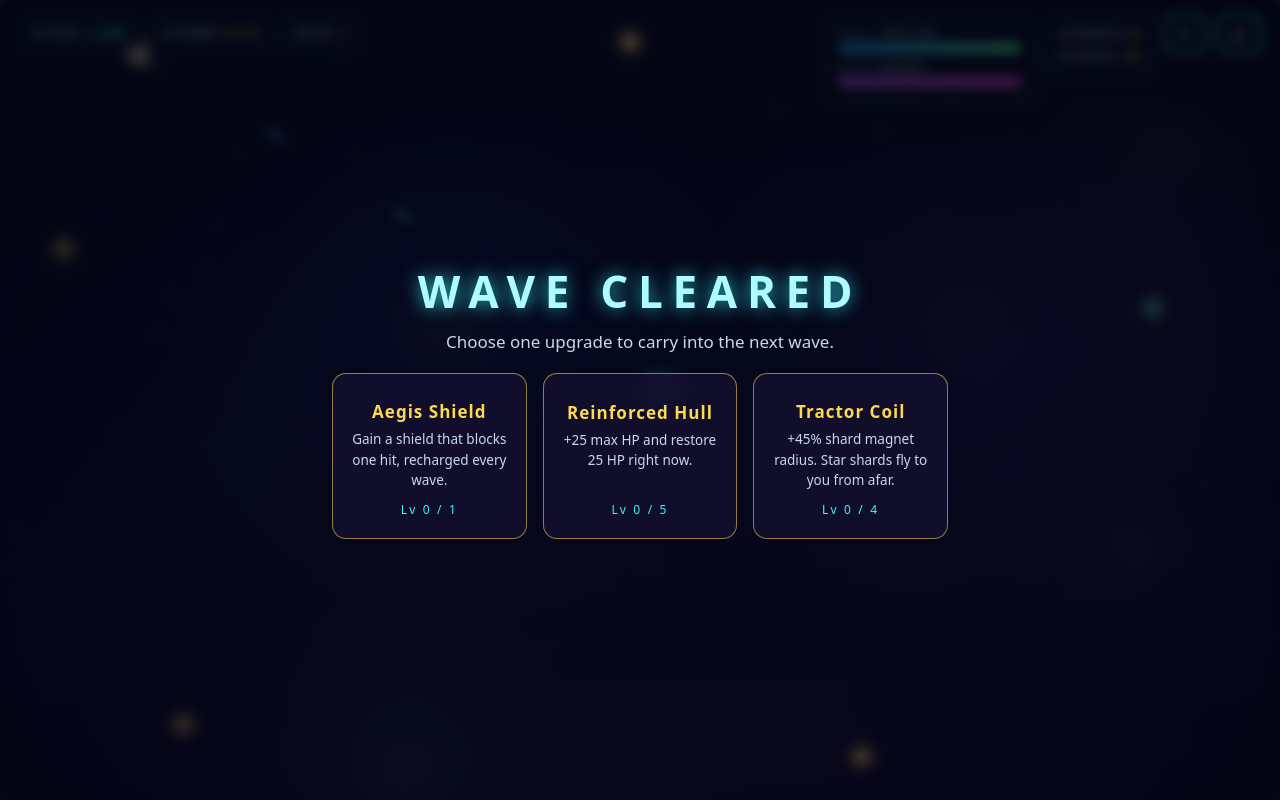 WAVE CLEARED
Choose one upgrade to carry into the next wave.
Aegis Shield
Gain a shield that blocks
one hit, recharged every
wave.
Lv 0 / 1
Reinforced Hull
+25 max HP and restore
25 HP right now.
Lv 0 / 5
Tractor Coil
+45% shard magnet
radius. Star shards fly to
you from afar.
Lv 0 / 4